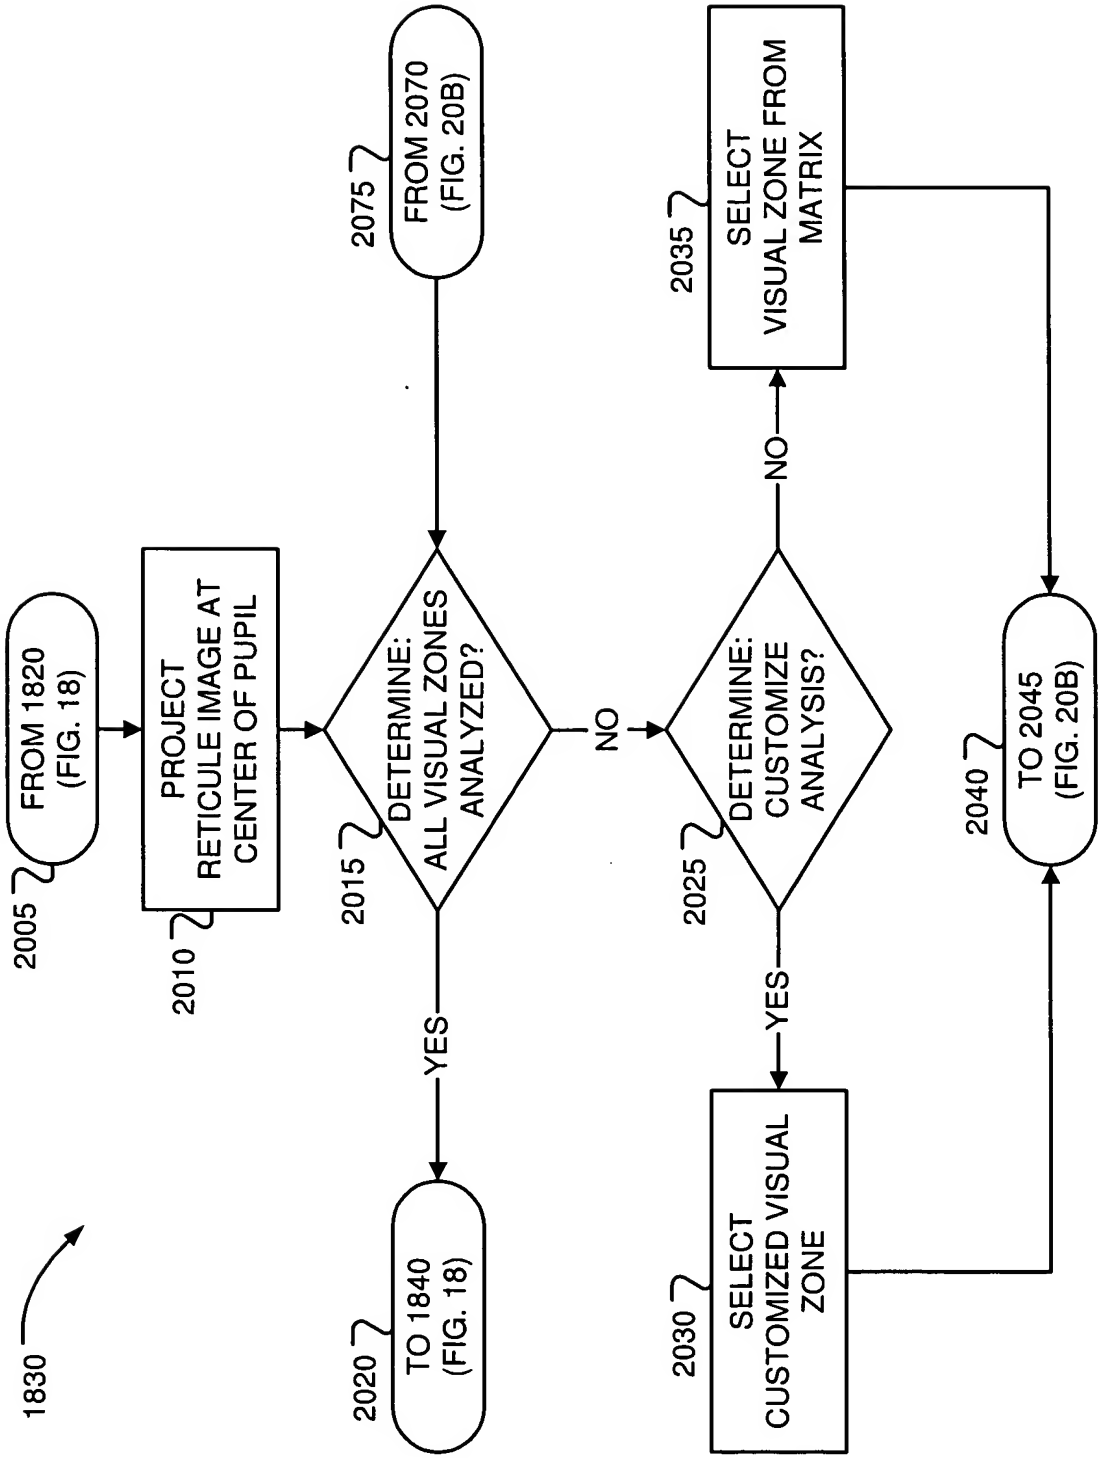 1830
2005
FROM 1820
(FIG. 18)
2010
PROJECT
RETICULE IMAGE AT
CENTER OF PUPIL
2075
FROM 2070
(FIG. 20B)
2015
DETERMINE:
ALL VISUAL ZONES
ANALYZED?
YES
2020
TO 1840
(FIG. 18)
NO
2025
DETERMINE:
CUSTOMIZE
ANALYSIS?
YES
NO
2030
SELECT
CUSTOMIZED VISUAL
ZONE
2035
SELECT
VISUAL ZONE FROM
MATRIX
2040
TO 2045
(FIG. 20B)